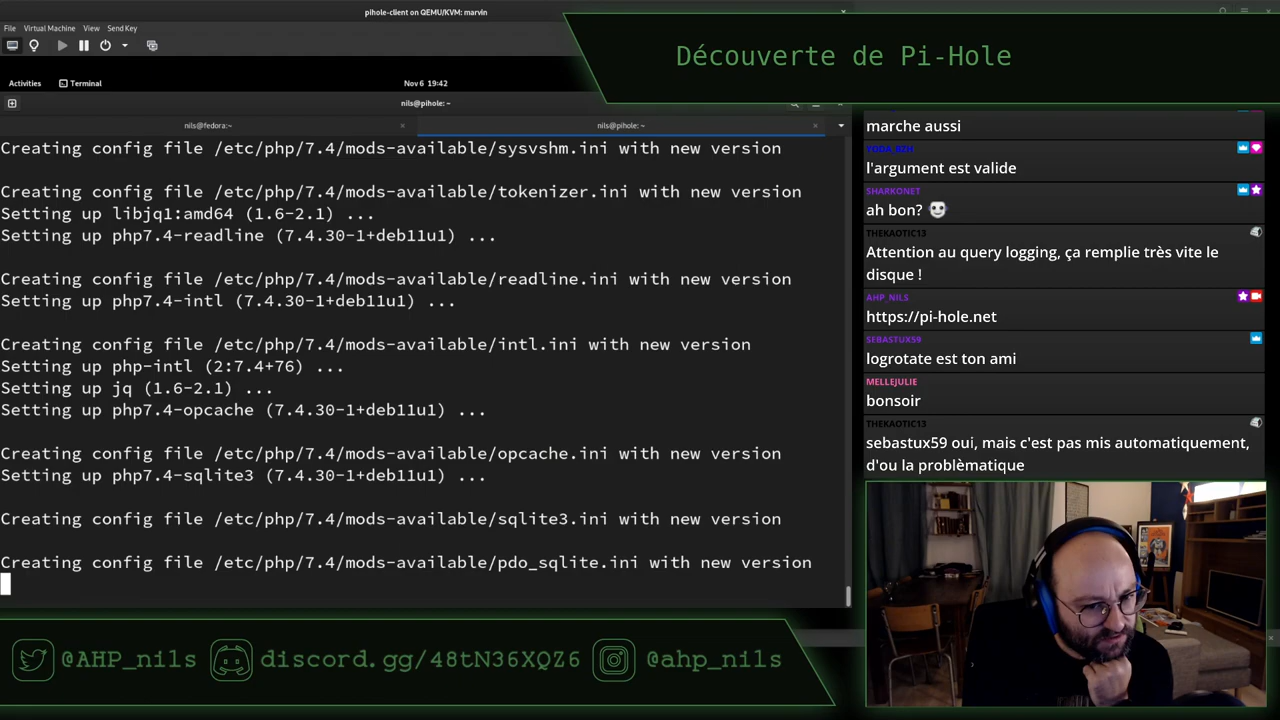 pihole-client on QEMU/KVM: marvin
File Virtual Machine View Send Key
Découverte de Pi-Hole
Activities Terminal Nov 6 19:42
nils@pihole: ~
nils@fedora:~ nils@pihole: ~
Creating config file /etc/php/7.4/mods-available/sysvshm.ini with new version
Creating config file /etc/php/7.4/mods-available/tokenizer.ini with new version
Setting up libjq1:amd64 (1.6-2.1) ...
Setting up php7.4-readline (7.4.30-1+deb11u1) ...
Creating config file /etc/php/7.4/mods-available/readline.ini with new version
Setting up php7.4-intl (7.4.30-1+deb11u1) ...
Creating config file /etc/php/7.4/mods-available/intl.ini with new version
Setting up php-intl (2:7.4+76) ...
Setting up jq (1.6-2.1) ...
Setting up php7.4-opcache (7.4.30-1+deb11u1) ...
Creating config file /etc/php/7.4/mods-available/opcache.ini with new version
Setting up php7.4-sqlite3 (7.4.30-1+deb11u1) ...
Creating config file /etc/php/7.4/mods-available/sqlite3.ini with new version
Creating config file /etc/php/7.4/mods-available/pdo_sqlite.ini with new version
marche aussi
YODA_BZH
l'argument est valide
SHARKONET
ah bon?
THEKAOTIC13
Attention au query logging, ça remplie très vite le
disque !
AHP_NILS
https://pi-hole.net
SEBASTUX59
logrotate est ton ami
MELLEJULIE
bonsoir
THEKAOTIC13
sebastux59 oui, mais c'est pas mis automatiquement,
d'ou la problèmatique
@AHP_nils discord.gg/48tN36XQZ6 @ahp_nils